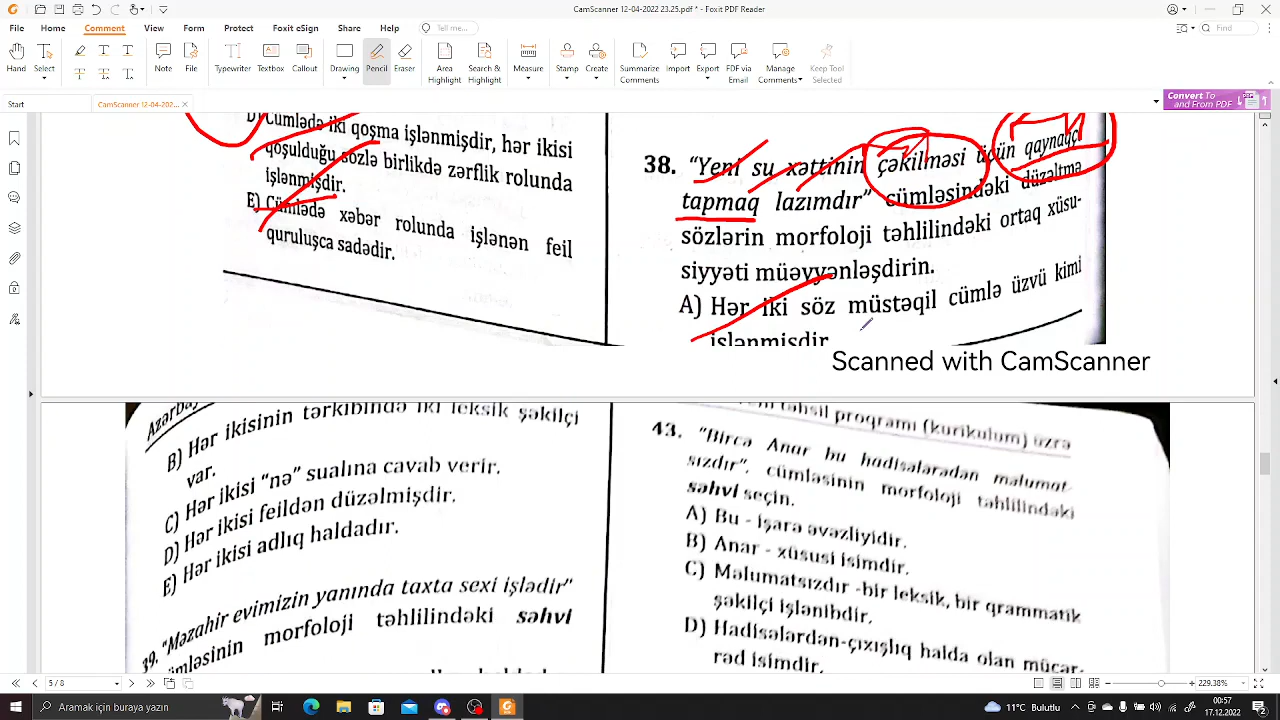 CamScanner 12-04-2022 23.25.pdf * - Foxit PDF Reader
File Home Comment View Form Protect Foxit eSign Share Help Tell me... Find
Hand Select Note File Typewriter Textbox Callout Drawing Pencil Eraser Area Highlight Search & Highlight Measure Stamp Create Summarize Comments Import Export FDF via Email Manage Comments Keep Tool Selected
Start CamScanner 12-04-202... Convert To and From PDF
D) Cümlədə iki qoşma işlənmişdir, hər ikisi
qoşulduğu sözlə birlikdə zərflik rolunda
işlənmişdir.
E) Cümlədə xəbər rolunda işlənən feil
quruluşca sadədir.
38. “Yeni su xəttinin çəkilməsi üçün qaynaqçı
tapmaq lazımdır” cümləsindəki düzəltmə
sözlərin morfoloji təhlilindəki ortaq xüsu-
siyyəti müəyyənləşdirin.
A) Hər iki söz müstəqil cümlə üzvü kimi
işlənmişdir.
Scanned with CamScanner
Azərbay
B) Hər ikisinin tərkibində iki leksik şəkilçi
var.
C) Hər ikisi “nə” sualına cavab verir.
D) Hər ikisi feildən düzəlmişdir.
E) Hər ikisi adlıq haldadır.
39. “Məzahir evimizin yanında taxta sexi işlədir”
cümləsinin morfoloji təhlilindəki səhvi
təhsil proqramı (kurikulum) üzrə
43. “Bircə Anar bu hadisələrdən məlumat-
sızdır”, cümləsinin morfoloji təhlilindəki
səhvi seçin.
A) Bu - işarə əvəzliyidir.
B) Anar - xüsusi isimdir.
C) Məlumatsızdır -bir leksik, bir qrammatik
şəkilçi işlənibdir.
D) Hadisələrdən-çıxışlıq halda olan mücər-
rəd isimdir.
5 / 8 229.38%
Aramak için buraya yazın 11°C Bulutlu 00:57
17.12.2022 2